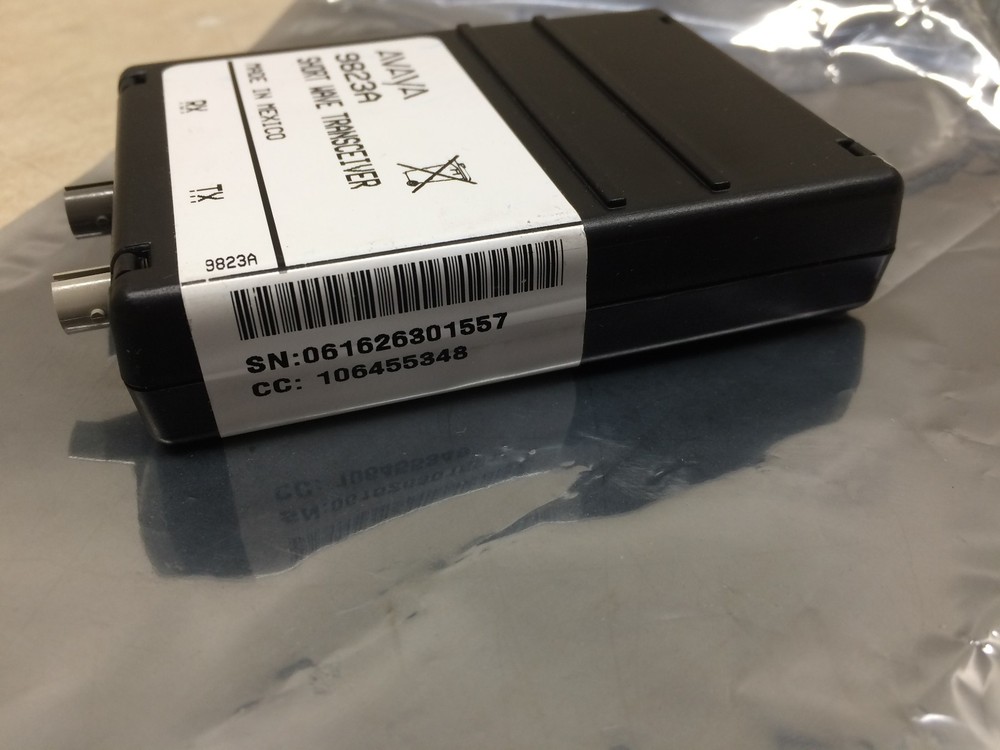 AVAYA
9823A
SHORT WAVE TRANSCEIVER
MADE IN MEXICO
RX
TX
9823A
SN:061626301557
CC: 106455348